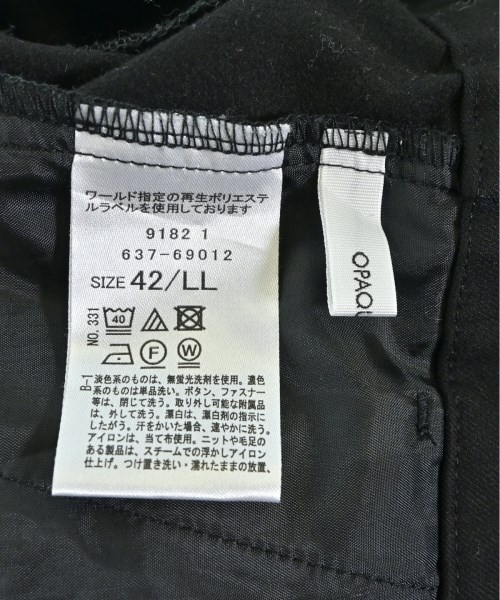 ワールド指定の再生ポリエステ
ルラベルを使用しております
9182 1
637-69012
SIZE 42/LL
NO.331
40
F
W
B-1
淡色系のものは、無蛍光洗剤を使用。濃色
系のものは単品洗い。ボタン、ファスナー
等は、閉じて洗う。取り外し可能な附属品
は、外して洗う。漂白は、漂白剤の指示に
したがう。汗をかいた場合、速やかに洗う。
アイロンは、当て布使用。ニットや毛足の
ある製品は、スチームでの浮かしアイロン
仕上げ。つけ置き洗い・濡れたままの放置、
OPAQU